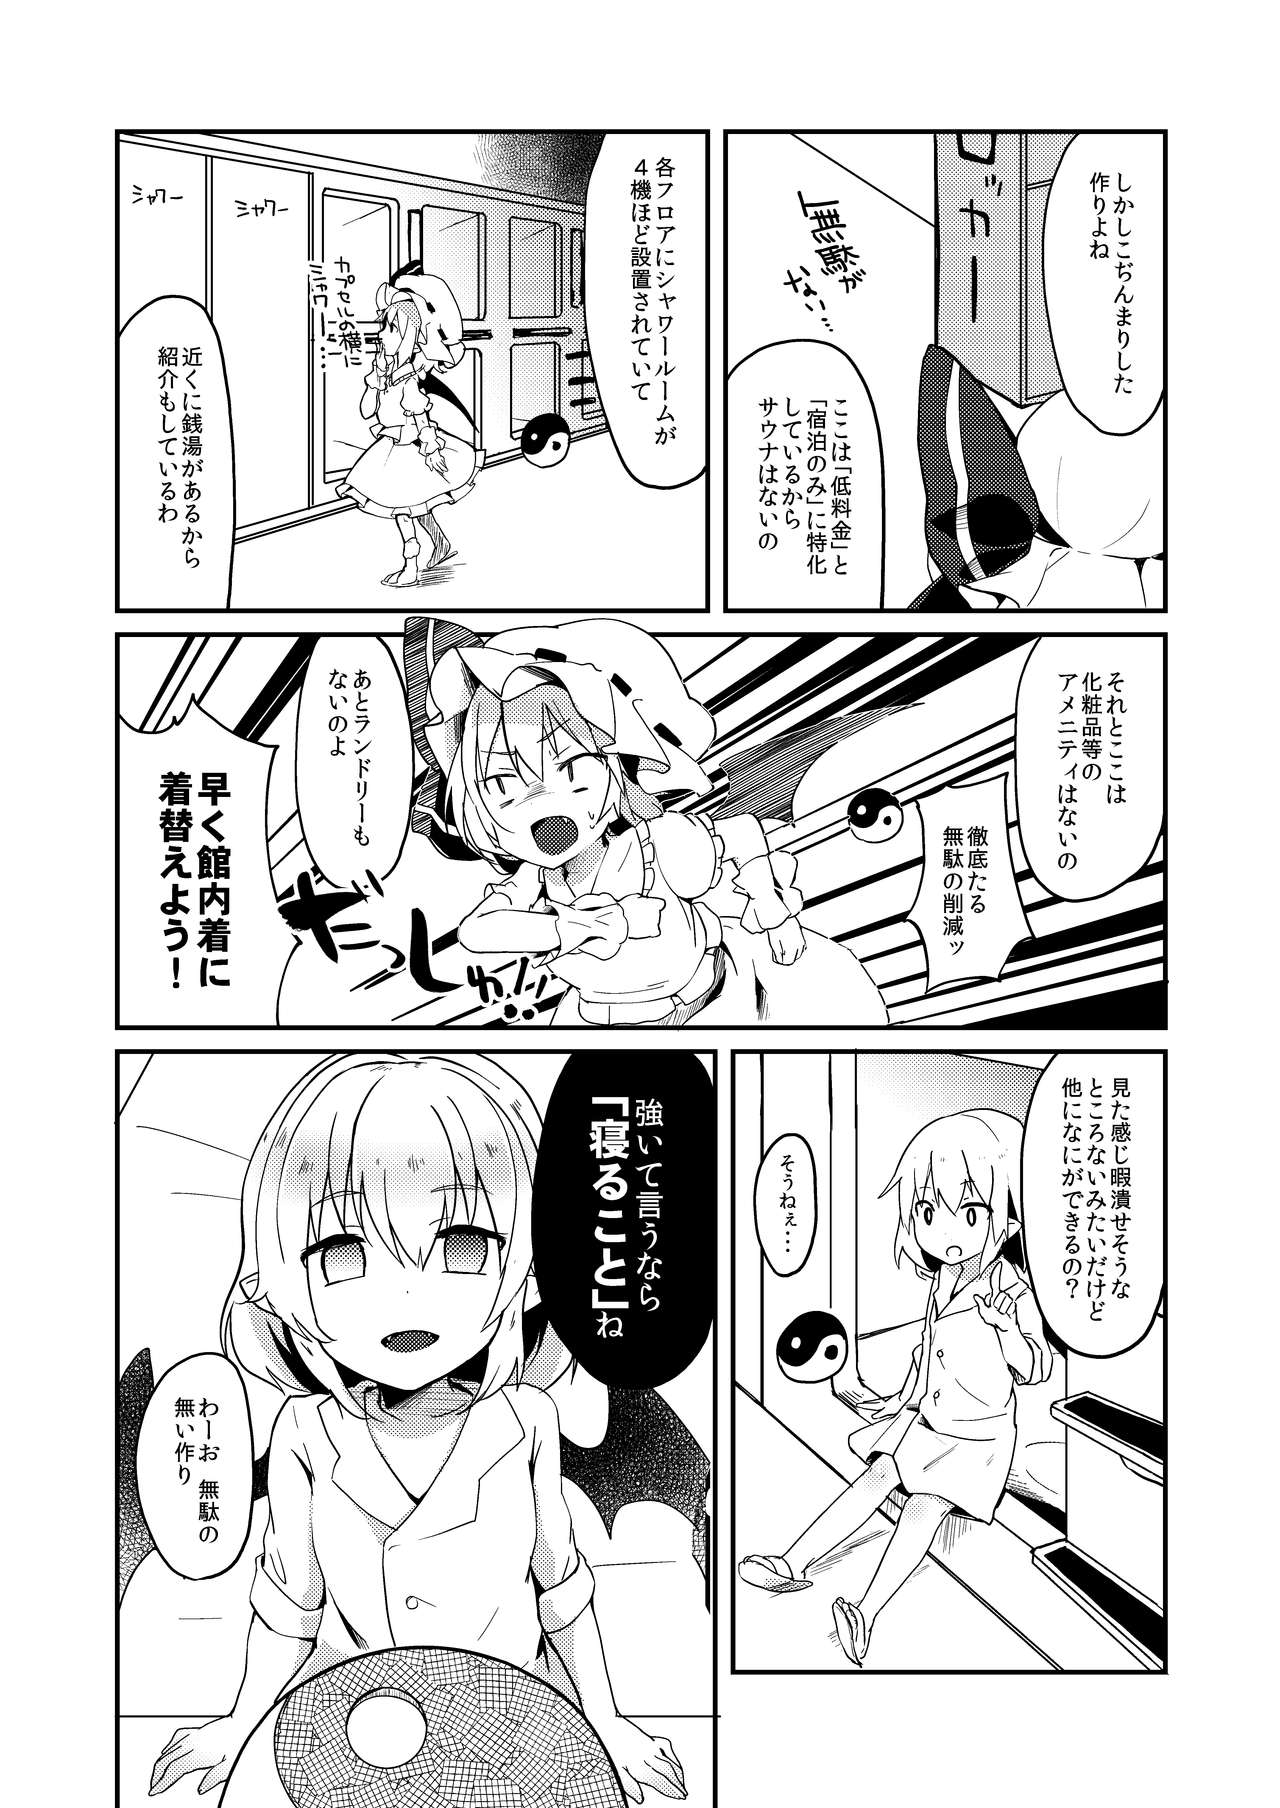 しかしこぢんまりした
作りよね
ロッカー
無駄が
ない…
ここは「低料金」と
「宿泊のみ」に特化
しているから
サウナはないの
各フロアにシャワールームが
４機ほど設置されていて
カプセルの横に
シャワー…
シャワー
シャワー
近くに銭湯があるから
紹介もしているわ
それとここは
化粧品等の
アメニティはないの
徹底たる
無駄の削減ッ
あとランドリーも
ないのよ
だっしゅ!!
早く館内着に
着替えよう！
見た感じ暇潰せそうな
ところないみたいだけど
他になにができるの？
そうねぇ・・・
強いて言うなら
「寝ること」ね
わーお 無駄の
無い作り